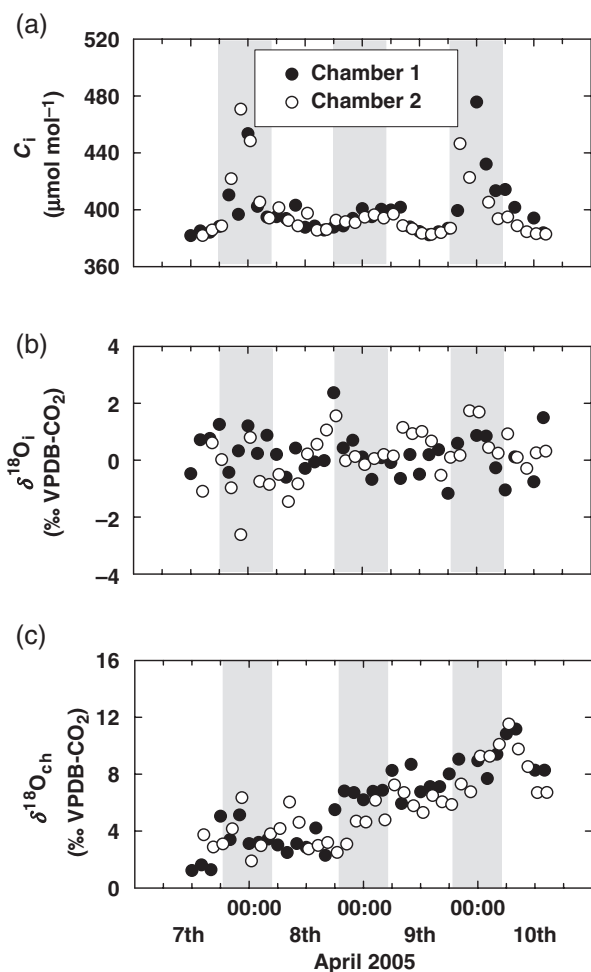 (a)
520
480
440
400
360
Cᵢ
(μmol mol⁻¹)
Chamber 1
Chamber 2
(b)
4
2
0
−2
−4
δ¹⁸Oᵢ
(‰ VPDB-CO₂)
(c)
16
12
8
4
0
δ¹⁸O_ch
(‰ VPDB-CO₂)
00:00 00:00 00:00
7th 8th 9th 10th
April 2005